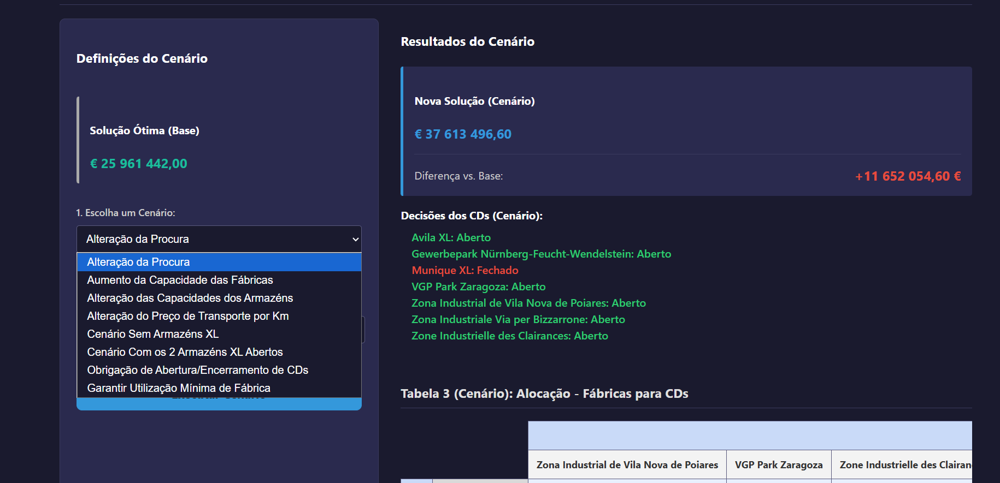 Definições do Cenário
Solução Ótima (Base)
€ 25 961 442,00
1. Escolha um Cenário:
Alteração da Procura
Alteração da Procura
Aumento da Capacidade das Fábricas
Alteração das Capacidades dos Armazéns
Alteração do Preço de Transporte por Km
Cenário Sem Armazéns XL
Cenário Com os 2 Armazéns XL Abertos
Obrigação de Abertura/Encerramento de CDs
Garantir Utilização Mínima de Fábrica
Resultados do Cenário
Nova Solução (Cenário)
€ 37 613 496,60
Diferença vs. Base: +11 652 054,60 €
Decisões dos CDs (Cenário):
Avila XL: Aberto
Gewerbepark Nürnberg-Feucht-Wendelstein: Aberto
Munique XL: Fechado
VGP Park Zaragoza: Aberto
Zona Industrial de Vila Nova de Poiares: Aberto
Zona Industriale Via per Bizzarrone: Aberto
Zone Industrielle des Clairances: Aberto
Tabela 3 (Cenário): Alocação - Fábricas para CDs
Zona Industrial de Vila Nova de Poiares VGP Park Zaragoza Zone Industrielle des Clairan